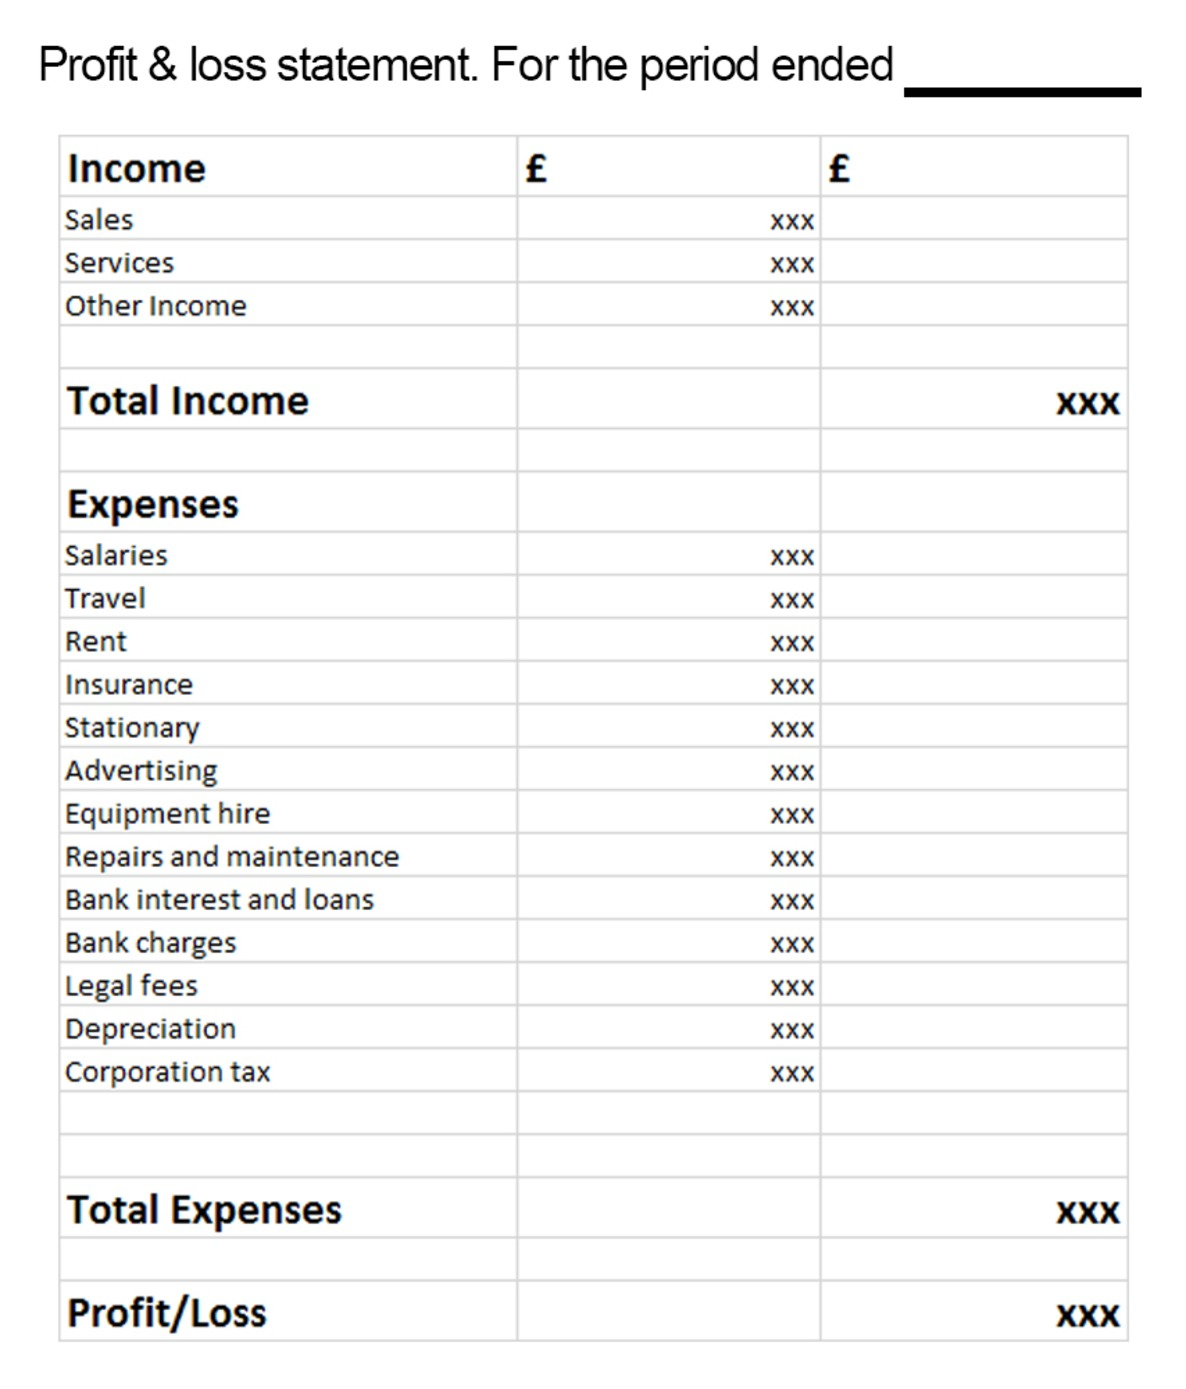 Profit & loss statement. For the period ended ________
Income £ £
Sales xxx
Services xxx
Other Income xxx
Total Income xxx
Expenses
Salaries xxx
Travel xxx
Rent xxx
Insurance xxx
Stationary xxx
Advertising xxx
Equipment hire xxx
Repairs and maintenance xxx
Bank interest and loans xxx
Bank charges xxx
Legal fees xxx
Depreciation xxx
Corporation tax xxx
Total Expenses xxx
Profit/Loss xxx